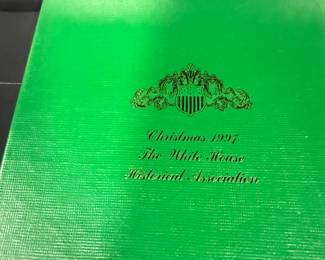 Christmas 1997
The White House
Historical Association